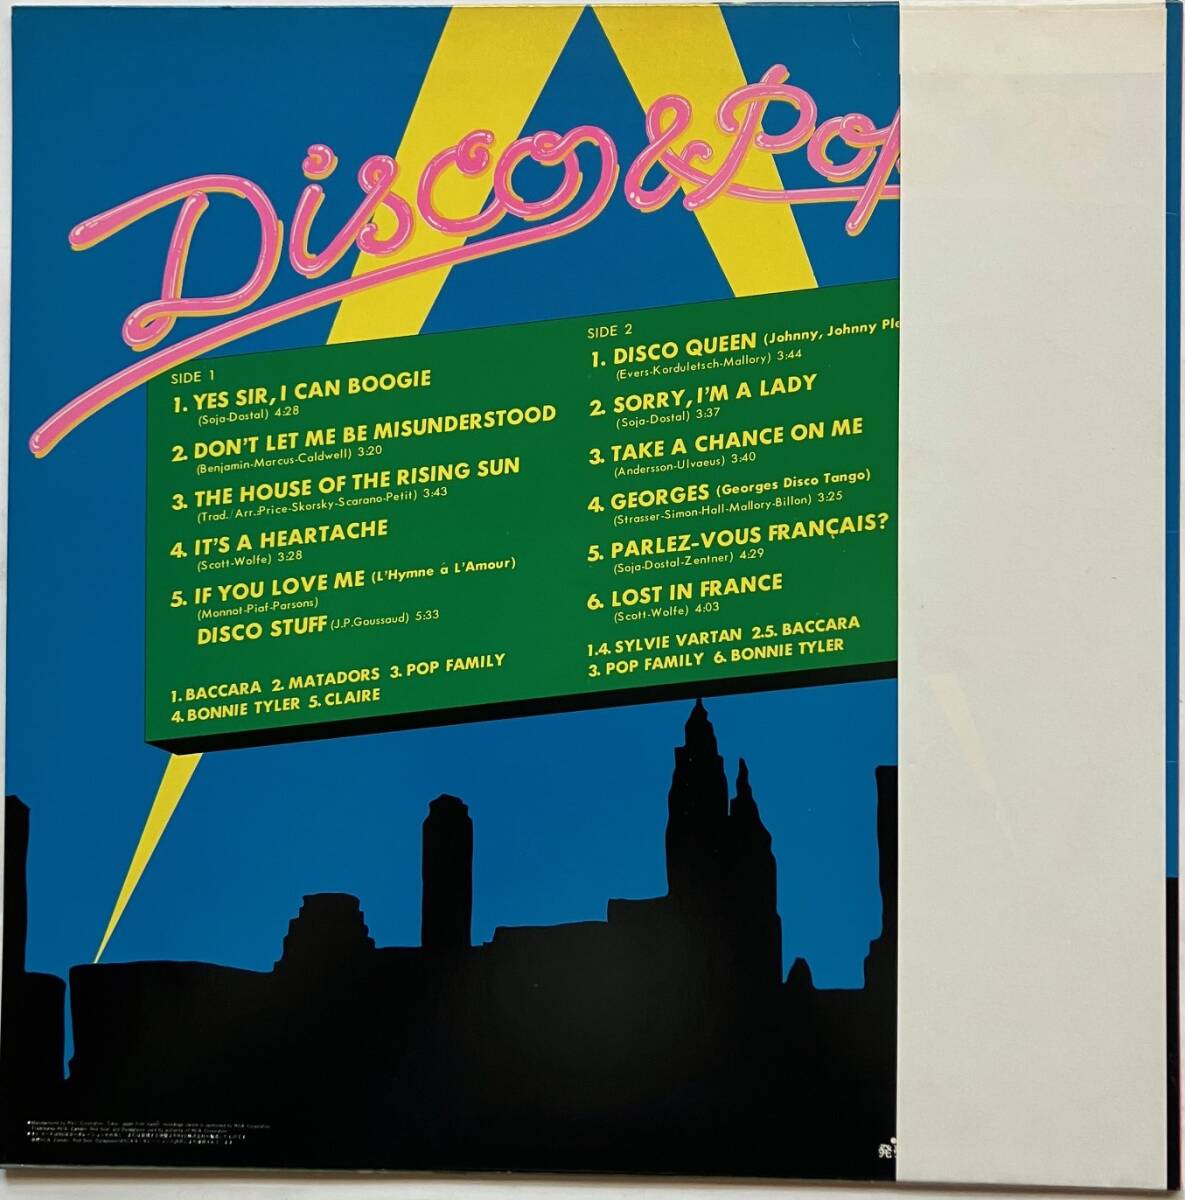 Disco & Pop
SIDE 1
1. YES SIR, I CAN BOOGIE
(Soja-Dostal) 4:28
2. DON'T LET ME BE MISUNDERSTOOD
(Benjamin-Marcus-Caldwell) 3:20
3. THE HOUSE OF THE RISING SUN
(Trad./Arr.:Price-Skorsky-Scarano-Petit) 3:43
4. IT'S A HEARTACHE
(Scott-Wolfe) 3:28
5. IF YOU LOVE ME (L'Hymne á L'Amour)
(Monnot-Piaf-Parsons)
DISCO STUFF (J.P.Goussaud) 5:33
1. BACCARA 2. MATADORS 3. POP FAMILY
4. BONNIE TYLER 5. CLAIRE
SIDE 2
1. DISCO QUEEN (Johnny, Johnny Ple
(Evers-Korduletsch-Mallory) 3:44
2. SORRY, I'M A LADY
(Soja-Dostal) 3:37
3. TAKE A CHANCE ON ME
(Andersson-Ulvaeus) 3:40
4. GEORGES (Georges Disco Tango)
(Strasser-Simon-Hall-Mallory-Billon) 3:25
5. PARLEZ-VOUS FRANÇAIS?
(Soja-Dostal-Zentner) 4:29
6. LOST IN FRANCE
(Scott-Wolfe) 4:03
1.4. SYLVIE VARTAN 2.5. BACCARA
3. POP FAMILY 6. BONNIE TYLER